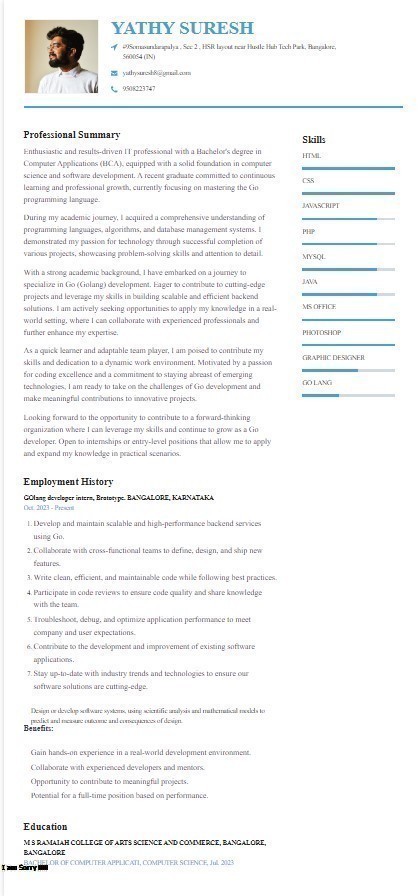 YATHY SURESH
#9Somasundarapalya , Sec 2 , HSR layout near Hustle Hub Tech Park, Bangalore,
560054 (IN)
yathysuresh8@gmail.com
9508223747
Professional Summary
Enthusiastic and results-driven IT professional with a Bachelor's degree in
Computer Applications (BCA), equipped with a solid foundation in computer
science and software development. A recent graduate committed to continuous
learning and professional growth, currently focusing on mastering the Go
programming language.
During my academic journey, I acquired a comprehensive understanding of
programming languages, algorithms, and database management systems. I
demonstrated my passion for technology through successful completion of
various projects, showcasing problem-solving skills and attention to detail.
With a strong academic background, I have embarked on a journey to
specialize in Go (Golang) development. Eager to contribute to cutting-edge
projects and leverage my skills in building scalable and efficient backend
solutions. I am actively seeking opportunities to apply my knowledge in a real-
world setting, where I can collaborate with experienced professionals and
further enhance my expertise.
As a quick learner and adaptable team player, I am poised to contribute my
skills and dedication to a dynamic work environment. Motivated by a passion
for coding excellence and a commitment to staying abreast of emerging
technologies, I am ready to take on the challenges of Go development and
make meaningful contributions to innovative projects.
Looking forward to the opportunity to contribute to a forward-thinking
organization where I can leverage my skills and continue to grow as a Go
developer. Open to internships or entry-level positions that allow me to apply
and expand my knowledge in practical scenarios.
Employment History
GOlang developer intern, Brototype. BANGALORE, KARNATAKA
Oct. 2023 - Present
1. Develop and maintain scalable and high-performance backend services
using Go.
2. Collaborate with cross-functional teams to define, design, and ship new
features.
3. Write clean, efficient, and maintainable code while following best practices.
4. Participate in code reviews to ensure code quality and share knowledge
with the team.
5. Troubleshoot, debug, and optimize application performance to meet
company and user expectations.
6. Contribute to the development and improvement of existing software
applications.
7. Stay up-to-date with industry trends and technologies to ensure our
software solutions are cutting-edge.
Design or develop software systems, using scientific analysis and mathematical models to
predict and measure outcome and consequences of design.
Benefits:
Gain hands-on experience in a real-world development environment.
Collaborate with experienced developers and mentors.
Opportunity to contribute to meaningful projects.
Potential for a full-time position based on performance.
Education
M S RAMAIAH COLLEGE OF ARTS SCIENCE AND COMMERCE, BANGALORE,
BANGALORE
BACHELOR OF COMPUTER APPLICATI, COMPUTER SCIENCE, Jul. 2023
I am Sorry
Skills
HTML
CSS
JAVASCRIPT
PHP
MYSQL
JAVA
MS OFFICE
PHOTOSHOP
GRAPHIC DESIGNER
GO LANG